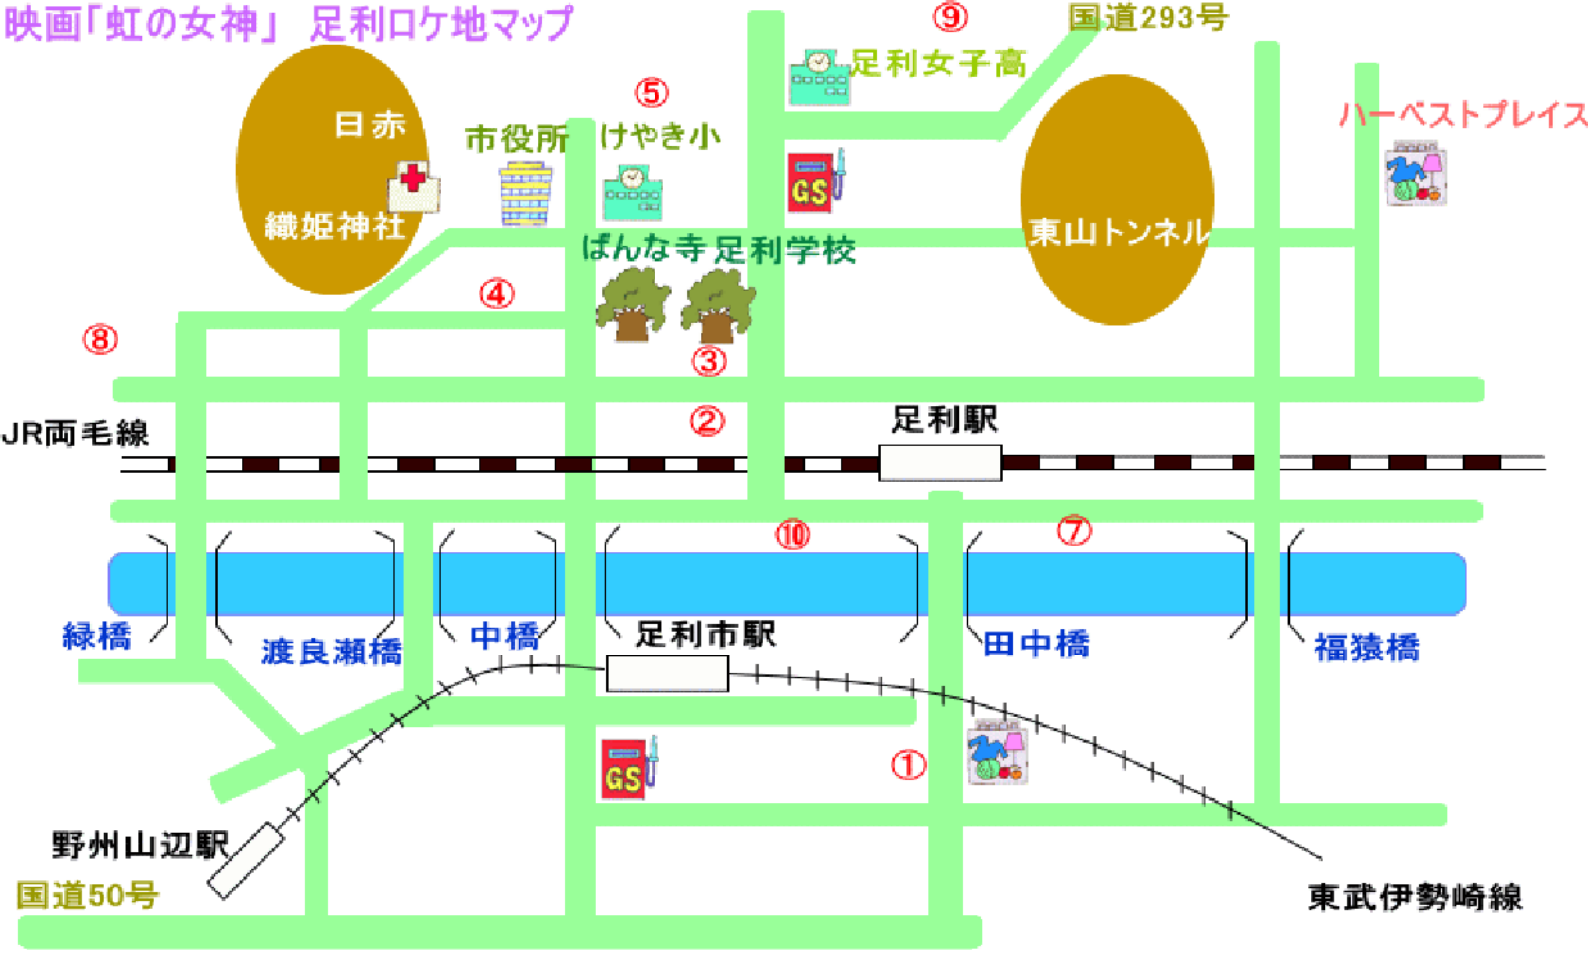 映画「虹の女神」 足利ロケ地マップ
⑨
国道293号
足利女子高
日赤
⑤
市役所
けやき小
ハーベストプレイス
GS
織姫神社
ばんな寺
足利学校
東山トンネル
④
⑧
③
②
足利駅
JR両毛線
⑩
⑦
緑橋
渡良瀬橋
中橋
足利市駅
田中橋
福猿橋
GS
①
野州山辺駅
国道50号
東武伊勢崎線